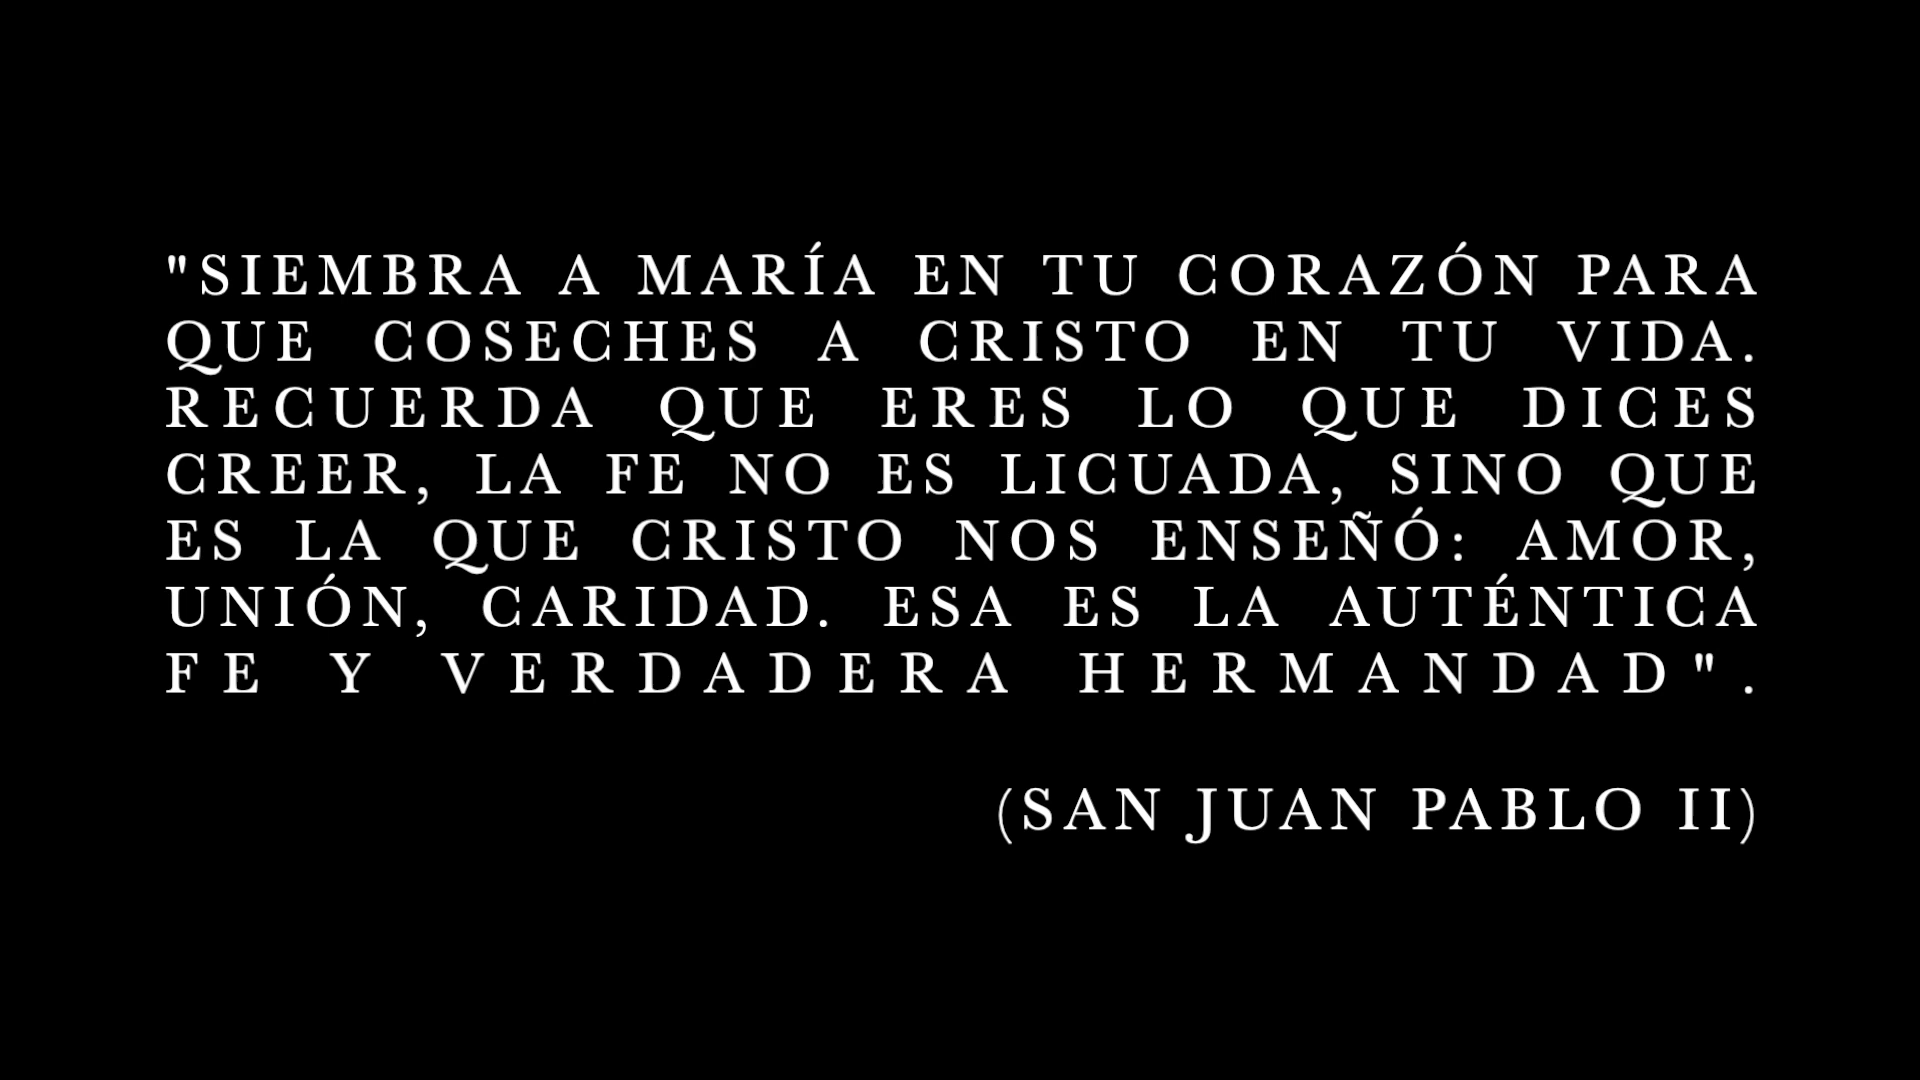 "SIEMBRA A MARÍA EN TU CORAZÓN PARA
QUE COSECHES A CRISTO EN TU VIDA.
RECUERDA QUE ERES LO QUE DICES
CREER, LA FE NO ES LICUADA, SINO QUE
ES LA QUE CRISTO NOS ENSEÑÓ: AMOR,
UNIÓN, CARIDAD. ESA ES LA AUTÉNTICA
FE Y VERDADERA HERMANDAD".
(SAN JUAN PABLO II)